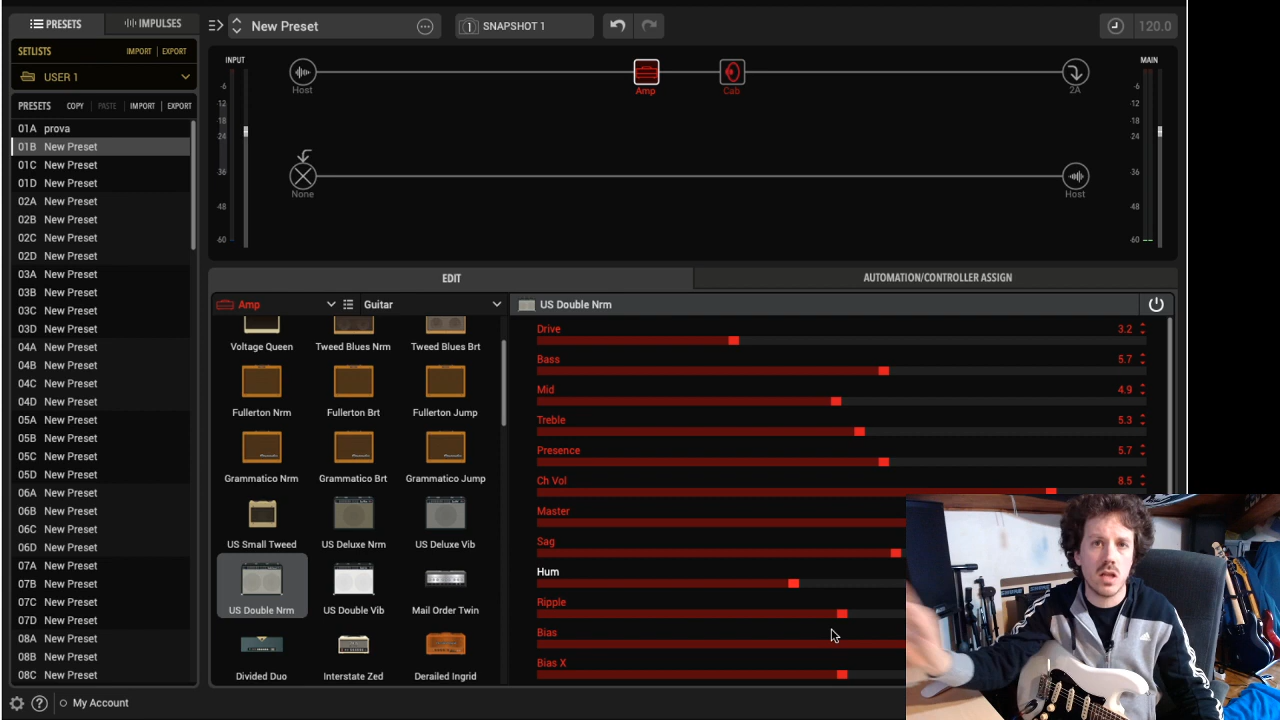 PRESETS
IMPULSES
New Preset
1
SNAPSHOT 1
120.0
SETLISTS
IMPORT | EXPORT
USER 1
PRESETS
COPY | PASTE | IMPORT | EXPORT
01A prova
01B New Preset
01C New Preset
01D New Preset
02A New Preset
02B New Preset
02C New Preset
02D New Preset
03A New Preset
03B New Preset
03C New Preset
03D New Preset
04A New Preset
04B New Preset
04C New Preset
04D New Preset
05A New Preset
05B New Preset
05C New Preset
05D New Preset
06A New Preset
06B New Preset
06C New Preset
06D New Preset
07A New Preset
07B New Preset
07C New Preset
07D New Preset
08A New Preset
08B New Preset
08C New Preset
My Account
INPUT
-6
-12
-18
-24
-36
-48
-60
Host
Amp
Cab
2A
None
Host
MAIN
-6
-12
-18
-24
-36
-48
-60
EDIT
AUTOMATION/CONTROLLER ASSIGN
Amp
Guitar
US Double Nrm
Voltage Queen
Tweed Blues Nrm
Tweed Blues Brt
Fullerton Nrm
Fullerton Brt
Fullerton Jump
Grammatico Nrm
Grammatico Brt
Grammatico Jump
US Small Tweed
US Deluxe Nrm
US Deluxe Vib
US Double Nrm
US Double Vib
Mail Order Twin
Divided Duo
Interstate Zed
Derailed Ingrid
Drive 3.2
Bass 5.7
Mid 4.9
Treble 5.3
Presence 5.7
Ch Vol 8.5
Master
Sag
Hum
Ripple
Bias
Bias X